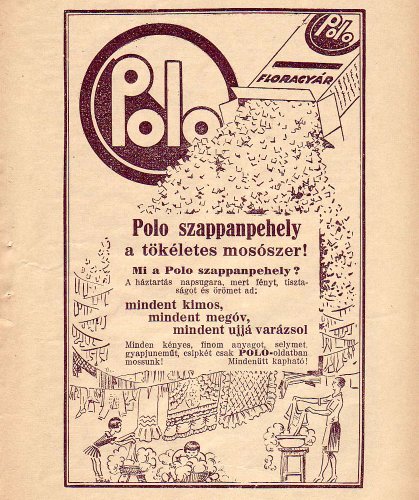 Polo
Polo
FLORAGYÁR
Polo szappanpehely
a tökéletes mosószer!
Mi a Polo szappanpehely?
A háztartás napsugara, mert fényt, tiszta-
ságot és örömet ad:
mindent kimos,
mindent megóv,
mindent ujjá varázsol
Minden kényes, finom anyagot, selymet,
gyapjuneműt, csipkét csak POLO-oldatban
mossunk! Mindenütt kapható!